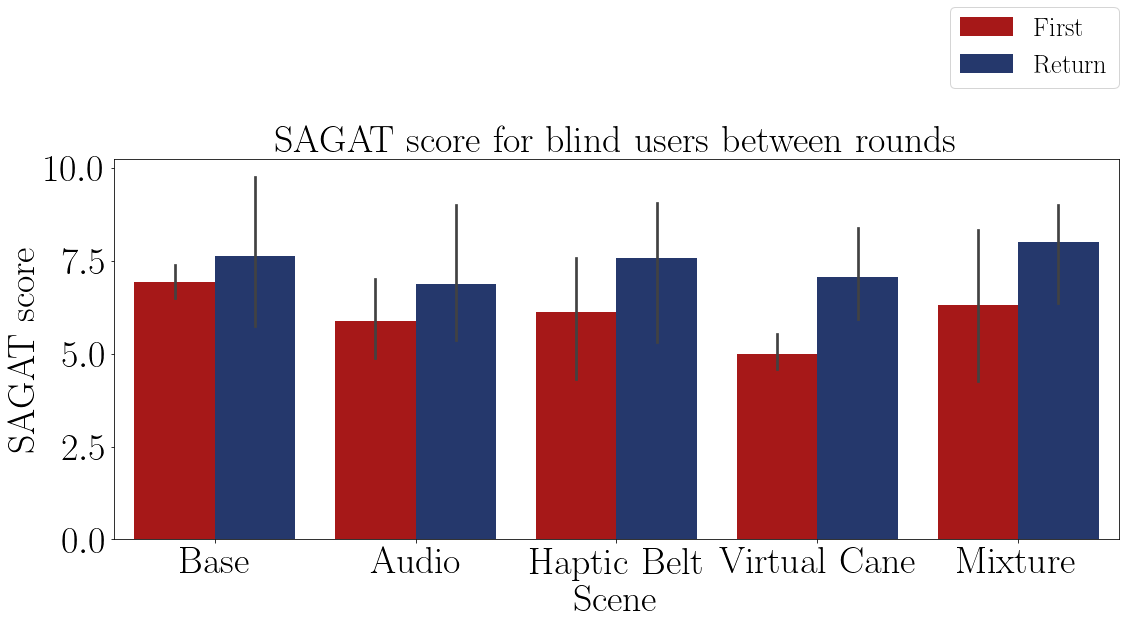 First
Return
SAGAT score for blind users between rounds
SAGAT score
10.0
7.5
5.0
2.5
0.0
Base
Audio
Haptic Belt
Virtual Cane
Mixture
Scene